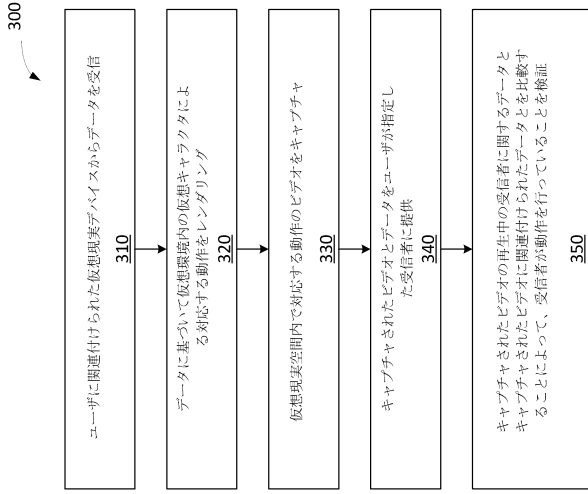 300
ユーザに関連付けられた仮想現実デバイスからデータを受信
310
データに基づいて仮想環境内の仮想キャラクタによ
る対応する動作をレンダリング
320
仮想現実空間内で対応する動作のビデオをキャプチャ
330
キャプチャされたビデオとデータをユーザが指定し
た受信者に提供
340
キャプチャされたビデオの再生中の受信者に関するデータと
キャプチャされたビデオに関連付けられたデータとを比較す
ることによって、受信者が動作を行っていることを検証
350